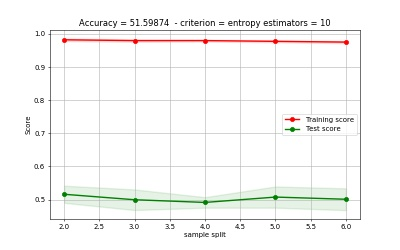 Accuracy = 51.59874  - criterion = entropy estimators = 10
1.0
0.9
0.8
0.7
0.6
0.5
Score
Training score
Test score
2.0 2.5 3.0 3.5 4.0 4.5 5.0 5.5 6.0
sample split